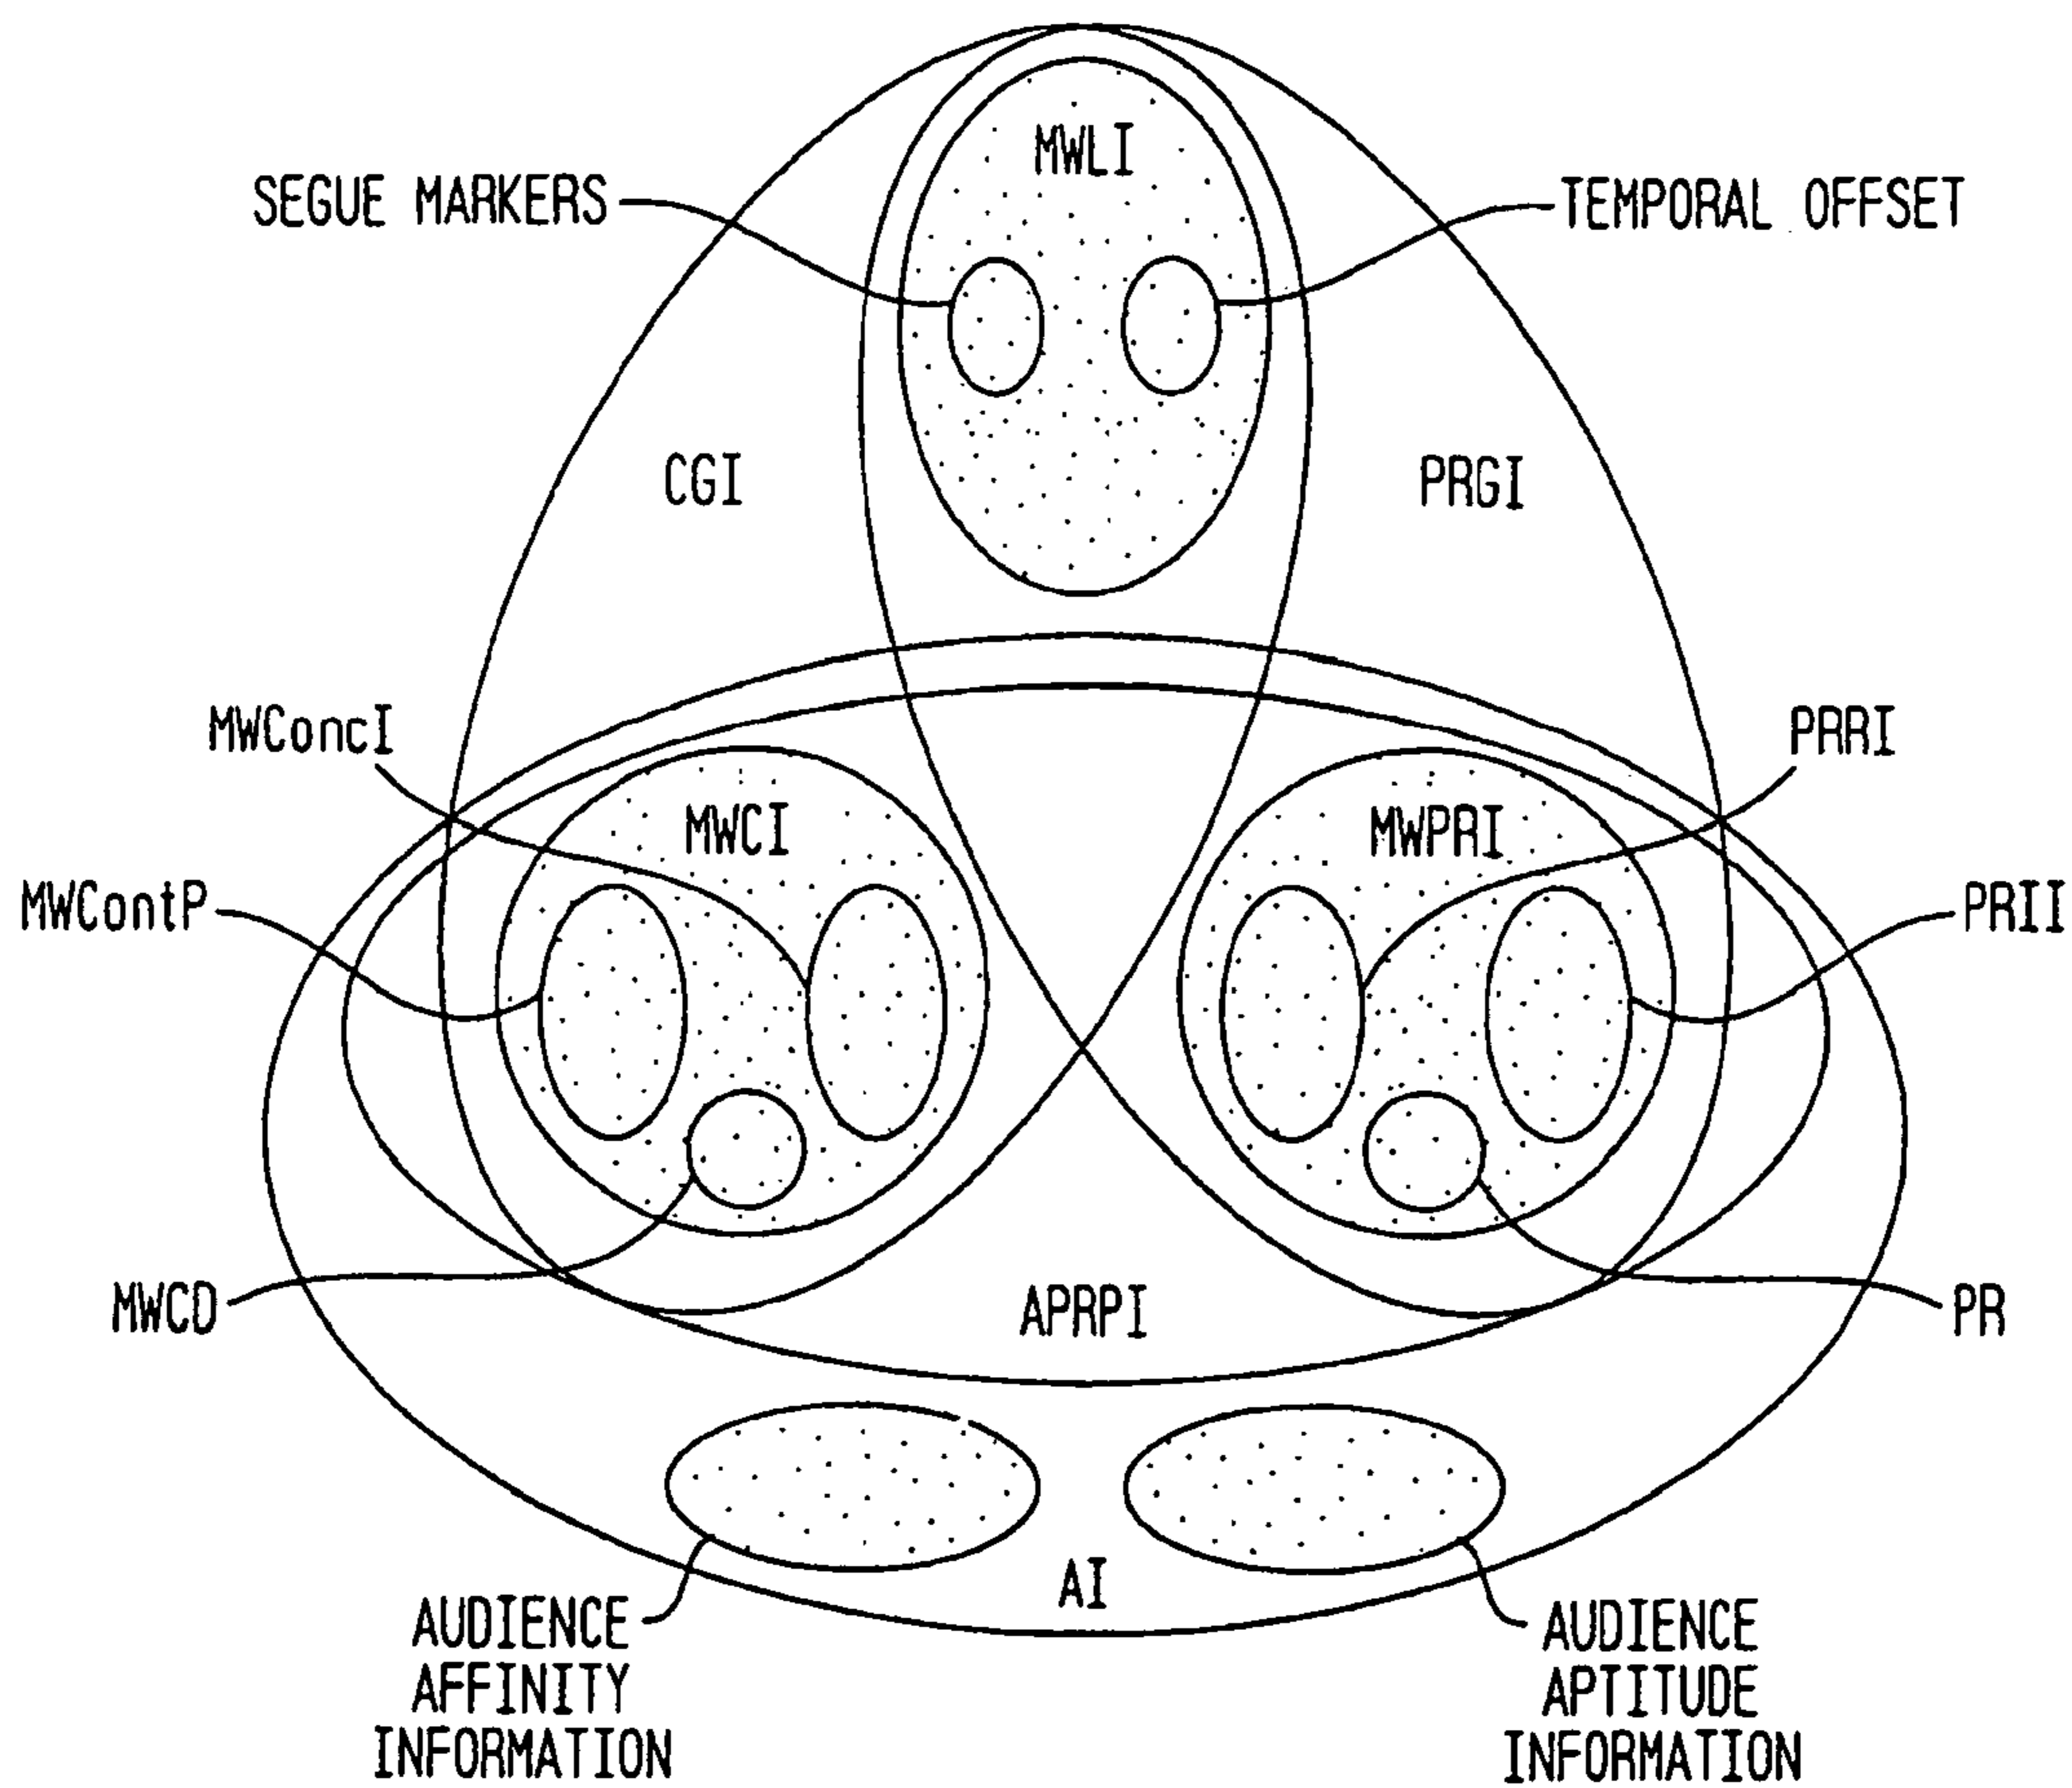 MWLI
SEGUE MARKERS
TEMPORAL OFFSET
CGI
PRGI
MWConcI
PRRI
MWCI
MWPRI
MWContP
PRII
MWCD
APRPI
PR
AI
AUDIENCE
AFFINITY
INFORMATION
AUDIENCE
APTITUDE
INFORMATION